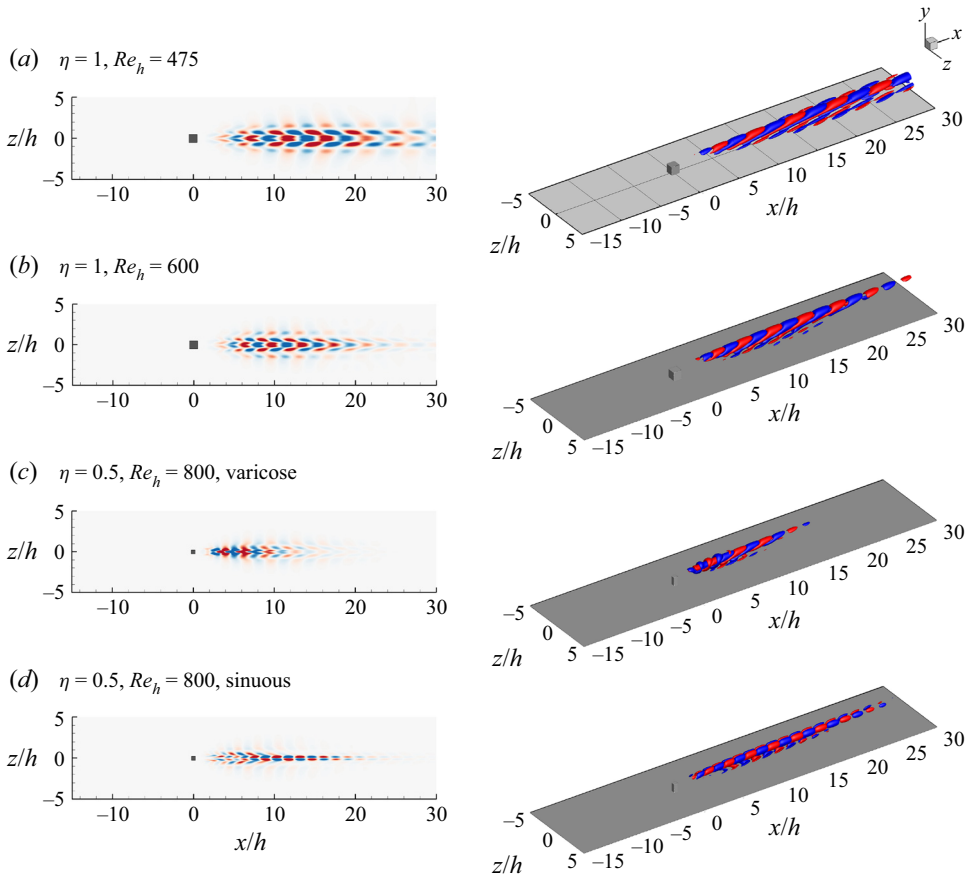 (a) η = 1, Re_h = 475
5
z/h 0
−5
−10 0 10 20 30
y
x
z
−5
0
5
z/h
−15 −10 −5 0 5 10 15 20 25 30
x/h
(b) η = 1, Re_h = 600
5
z/h 0
−5
−10 0 10 20 30
−5
0
5
z/h
−15 −10 −5 0 5 10 15 20 25 30
x/h
(c) η = 0.5, Re_h = 800, varicose
5
z/h 0
−5
−10 0 10 20 30
−5
0
5
z/h
−15 −10 −5 0 5 10 15 20 25 30
x/h
(d) η = 0.5, Re_h = 800, sinuous
5
z/h 0
−5
−10 0 10 20 30
x/h
−5
0
5
z/h
−15 −10 −5 0 5 10 15 20 25 30
x/h